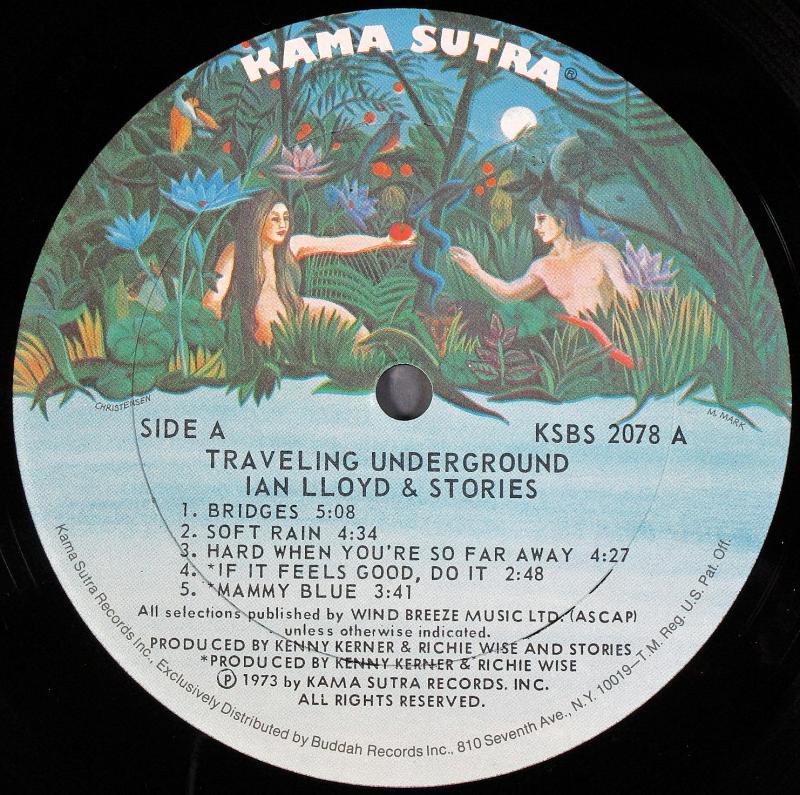 KAMA SUTRA®
CHRISTENSEN
M. MARK
SIDE A
KSBS 2078 A
TRAVELING UNDERGROUND
IAN LLOYD & STORIES
1. BRIDGES 5:08
2. SOFT RAIN 4:34
3. HARD WHEN YOU'RE SO FAR AWAY 4:27
4. *IF IT FEELS GOOD, DO IT 2:48
5. *MAMMY BLUE 3:41
All selections published by WIND BREEZE MUSIC LTD. (ASCAP)
unless otherwise indicated.
PRODUCED BY KENNY KERNER & RICHIE WISE AND STORIES
*PRODUCED BY KENNY KERNER & RICHIE WISE
Ⓟ 1973 by KAMA SUTRA RECORDS. INC.
ALL RIGHTS RESERVED.
Kama Sutra Records Inc., Exclusively Distributed by Buddah Records Inc., 810 Seventh Ave., N.Y. 10019—T.M. Reg. U.S. Pat. Off.